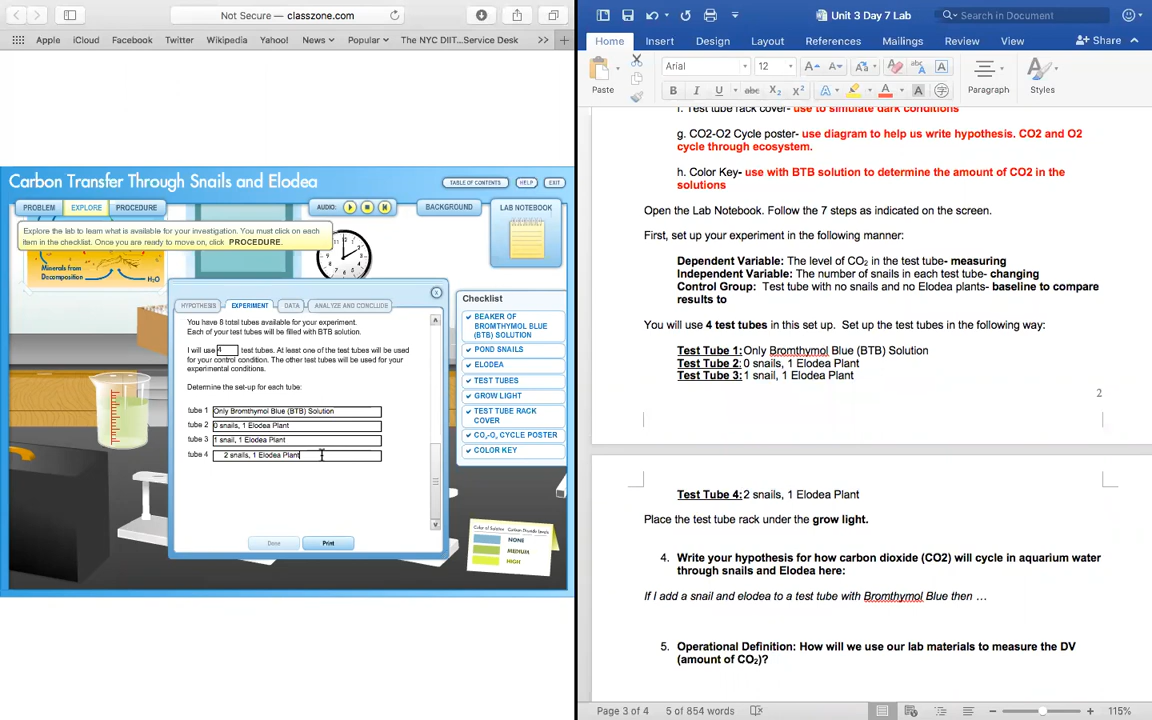 Not Secure — classzone.com
Apple iCloud Facebook Twitter Wikipedia Yahoo! News Popular The NYC DIIT...Service Desk
Carbon Transfer Through Snails and Elodea
TABLE OF CONTENTS HELP EXIT
PROBLEM EXPLORE PROCEDURE AUDIO: BACKGROUND LAB NOTEBOOK
Explore the lab to learn what is available for your investigation. You must click on each
item in the checklist. Once you are ready to move on, click PROCEDURE.
Minerals from
Decomposition
H₂O
HYPOTHESIS EXPERIMENT DATA ANALYZE AND CONCLUDE
You have 8 total tubes available for your experiment.
Each of your test tubes will be filled with BTB solution.
I will use 4 test tubes. At least one of the test tubes will be used
for your control condition. The other test tubes will be used for your
experimental conditions.
Determine the set-up for each tube:
tube 1 Only Bromthymol Blue (BTB) Solution
tube 2 0 snails, 1 Elodea Plant
tube 3 1 snail, 1 Elodea Plant
tube 4 2 snails, 1 Elodea Plant
Done Print
Checklist
BEAKER OF
BROMTHYMOL BLUE
(BTB) SOLUTION
POND SNAILS
ELODEA
TEST TUBES
GROW LIGHT
TEST TUBE RACK
COVER
CO₂-O₂ CYCLE POSTER
COLOR KEY
Color of Solution Carbon Dioxide Levels
NONE
MEDIUM
HIGH
Unit 3 Day 7 Lab
Search in Document
Home Insert Design Layout References Mailings Review View Share
Paste
Arial 12
Paragraph Styles
f. Test tube rack cover- use to simulate dark conditions
g. CO2-O2 Cycle poster- use diagram to help us write hypothesis. CO2 and O2
cycle through ecosystem.
h. Color Key- use with BTB solution to determine the amount of CO2 in the
solutions
Open the Lab Notebook. Follow the 7 steps as indicated on the screen.
First, set up your experiment in the following manner:
Dependent Variable: The level of CO₂ in the test tube- measuring
Independent Variable: The number of snails in each test tube- changing
Control Group: Test tube with no snails and no Elodea plants- baseline to compare
results to
You will use 4 test tubes in this set up. Set up the test tubes in the following way:
Test Tube 1: Only Bromthymol Blue (BTB) Solution
Test Tube 2: 0 snails, 1 Elodea Plant
Test Tube 3: 1 snail, 1 Elodea Plant
2
Test Tube 4: 2 snails, 1 Elodea Plant
Place the test tube rack under the grow light.
4. Write your hypothesis for how carbon dioxide (CO2) will cycle in aquarium water
through snails and Elodea here:
If I add a snail and elodea to a test tube with Bromthymol Blue then …
5. Operational Definition: How will we use our lab materials to measure the DV
(amount of CO₂)?
Page 3 of 4 5 of 854 words 115%